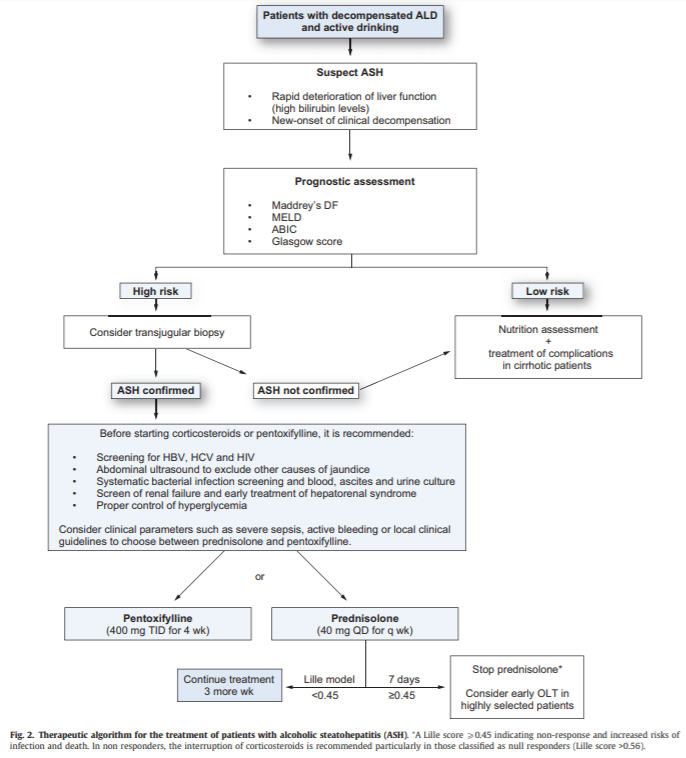 Patients with decompensated ALD
and active drinking
Suspect ASH
• Rapid deterioration of liver function
(high bilirubin levels)
• New-onset of clinical decompensation
Prognostic assessment
• Maddrey's DF
• MELD
• ABIC
• Glasgow score
High risk
Low risk
Consider transjugular biopsy
Nutrition assessment
+
treatment of complications
in cirrhotic patients
ASH confirmed
ASH not confirmed
Before starting corticosteroids or pentoxifylline, it is recommended:
• Screening for HBV, HCV and HIV
• Abdominal ultrasound to exclude other causes of jaundice
• Systematic bacterial infection screening and blood, ascites and urine culture
• Screen of renal failure and early treatment of hepatorenal syndrome
• Proper control of hyperglycemia
Consider clinical parameters such as severe sepsis, active bleeding or local clinical
guidelines to choose between prednisolone and pentoxifylline.
or
Pentoxifylline
(400 mg TID for 4 wk)
Prednisolone
(40 mg QD for q wk)
Continue treatment
3 more wk
Lille model
<0.45
7 days
≥0.45
Stop prednisolone*
Consider early OLT in
higlhly selected patients
Fig. 2. Therapeutic algorithm for the treatment of patients with alcoholic steatohepatitis (ASH). *A Lille score ⩾0.45 indicating non-response and increased risks of
infection and death. In non responders, the interruption of corticosteroids is recommended particularly in those classified as null responders (Lille score >0.56).